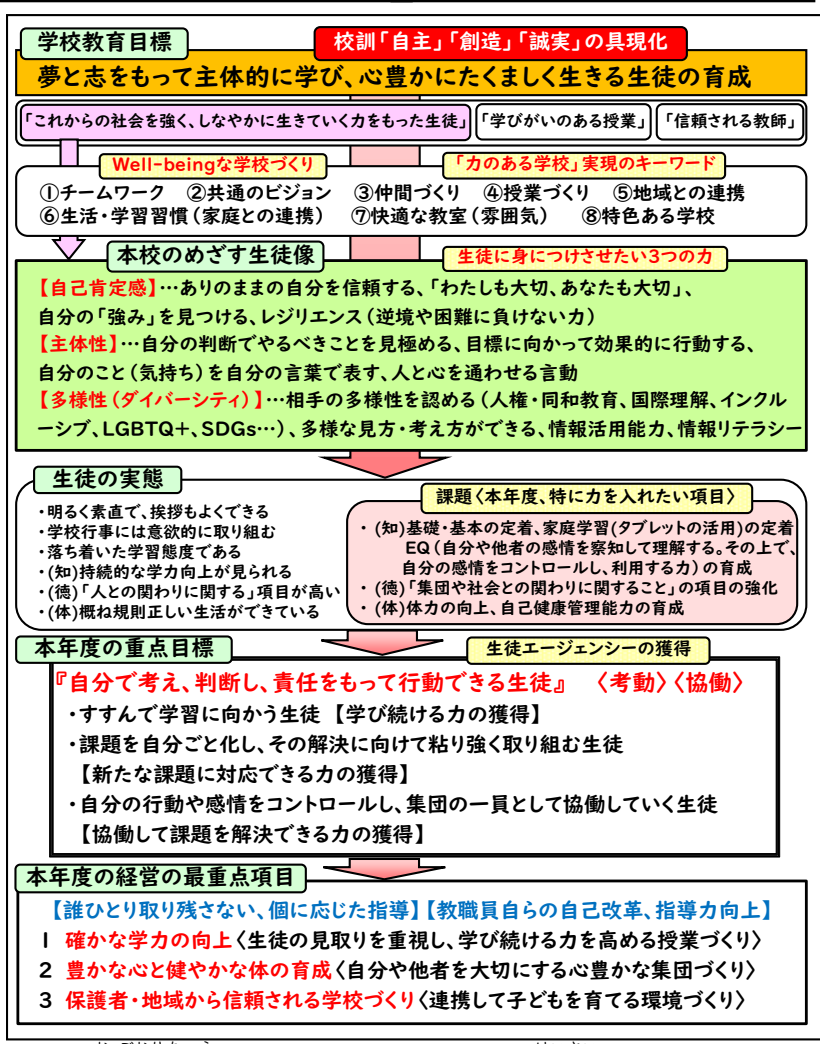 学校教育目標
校訓「自主」「創造」「誠実」の具現化
夢と志をもって主体的に学び、心豊かにたくましく生きる生徒の育成
「これからの社会を強く、しなやかに生きていく力をもった生徒」
「学びがいのある授業」
「信頼される教師」
Well-beingな学校づくり
「力のある学校」実現のキーワード
①チームワーク ②共通のビジョン ③仲間づくり ④授業づくり ⑤地域との連携
⑥生活・学習習慣(家庭との連携) ⑦快適な教室(雰囲気) ⑧特色ある学校
本校のめざす生徒像
生徒に身につけさせたい3つの力
【自己肯定感】…ありのままの自分を信頼する、「わたしも大切、あなたも大切」、
自分の「強み」を見つける、レジリエンス(逆境や困難に負けない力)
【主体性】…自分の判断でやるべきことを見極める、目標に向かって効果的に行動する、
自分のこと(気持ち)を自分の言葉で表す、人と心を通わせる言動
【多様性(ダイバーシティ)】…相手の多様性を認める(人権・同和教育、国際理解、インクル
ーシブ、LGBTQ+、SDGs…)、多様な見方・考え方ができる、情報活用能力、情報リテラシー
生徒の実態
・明るく素直で、挨拶もよくできる
・学校行事には意欲的に取り組む
・落ち着いた学習態度である
・(知)持続的な学力向上が見られる
・(徳)「人との関わりに関する」項目が高い
・(体)概ね規則正しい生活ができている
課題〈本年度、特に力を入れたい項目〉
・(知)基礎・基本の定着、家庭学習(タブレットの活用)の定着
EQ(自分や他者の感情を察知して理解する。その上で、
自分の感情をコントロールし、利用する力)の育成
・(徳)「集団や社会との関わりに関すること」の項目の強化
・(体)体力の向上、自己健康管理能力の育成
本年度の重点目標
生徒エージェンシーの獲得
『自分で考え、判断し、責任をもって行動できる生徒』 〈考動〉〈協働〉
・すすんで学習に向かう生徒 【学び続ける力の獲得】
・課題を自分ごと化し、その解決に向けて粘り強く取り組む生徒
【新たな課題に対応できる力の獲得】
・自分の行動や感情をコントロールし、集団の一員として協働していく生徒
【協働して課題を解決できる力の獲得】
本年度の経営の最重点項目
【誰ひとり取り残さない、個に応じた指導】【教職員自らの自己改革、指導力向上】
1 確かな学力の向上〈生徒の見取りを重視し、学び続ける力を高める授業づくり〉
2 豊かな心と健やかな体の育成〈自分や他者を大切にする心豊かな集団づくり〉
3 保護者・地域から信頼される学校づくり〈連携して子どもを育てる環境づくり〉